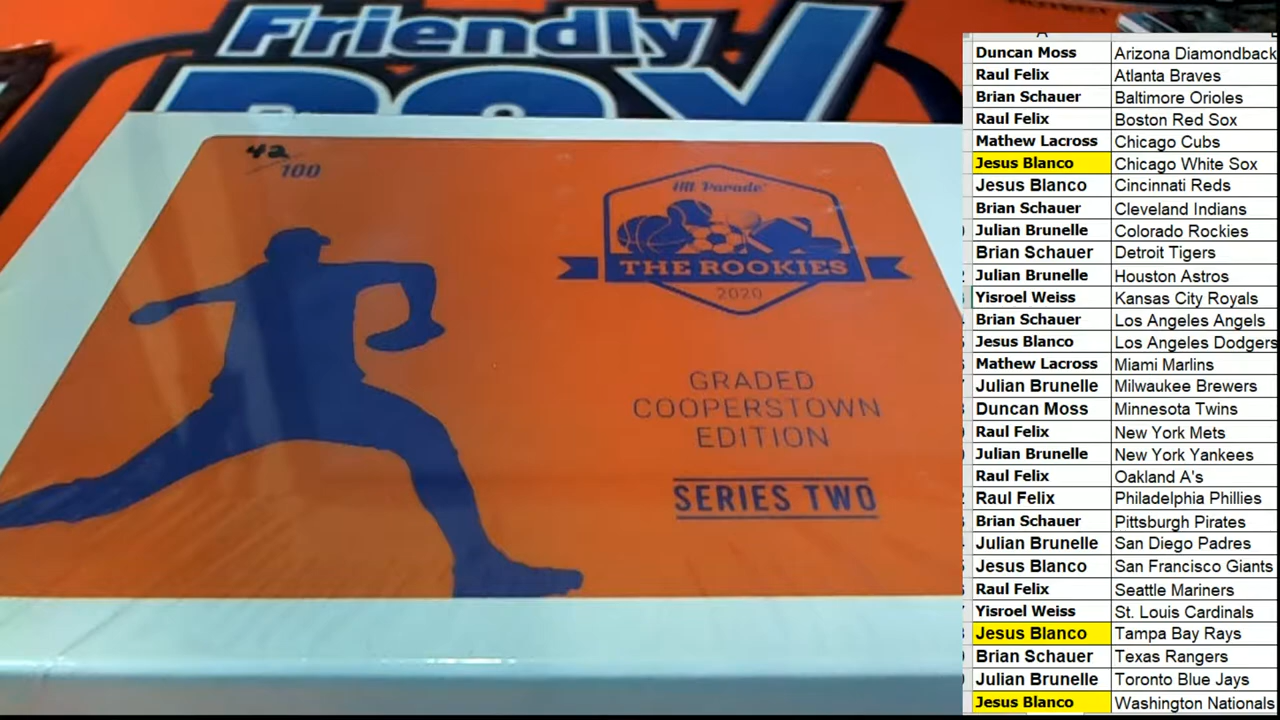 Friendly
BOX
42
/100
Hit Parade
THE ROOKIES
2020
GRADED
COOPERSTOWN
EDITION
SERIES TWO
A
Duncan Moss Arizona Diamondback
Raul Felix Atlanta Braves
Brian Schauer Baltimore Orioles
Raul Felix Boston Red Sox
Mathew Lacross Chicago Cubs
Jesus Blanco Chicago White Sox
Jesus Blanco Cincinnati Reds
Brian Schauer Cleveland Indians
Julian Brunelle Colorado Rockies
Brian Schauer Detroit Tigers
Julian Brunelle Houston Astros
Yisroel Weiss Kansas City Royals
Brian Schauer Los Angeles Angels
Jesus Blanco Los Angeles Dodgers
Mathew Lacross Miami Marlins
Julian Brunelle Milwaukee Brewers
Duncan Moss Minnesota Twins
Raul Felix New York Mets
Julian Brunelle New York Yankees
Raul Felix Oakland A's
Raul Felix Philadelphia Phillies
Brian Schauer Pittsburgh Pirates
Julian Brunelle San Diego Padres
Jesus Blanco San Francisco Giants
Raul Felix Seattle Mariners
Yisroel Weiss St. Louis Cardinals
Jesus Blanco Tampa Bay Rays
Brian Schauer Texas Rangers
Julian Brunelle Toronto Blue Jays
Jesus Blanco Washington Nationals